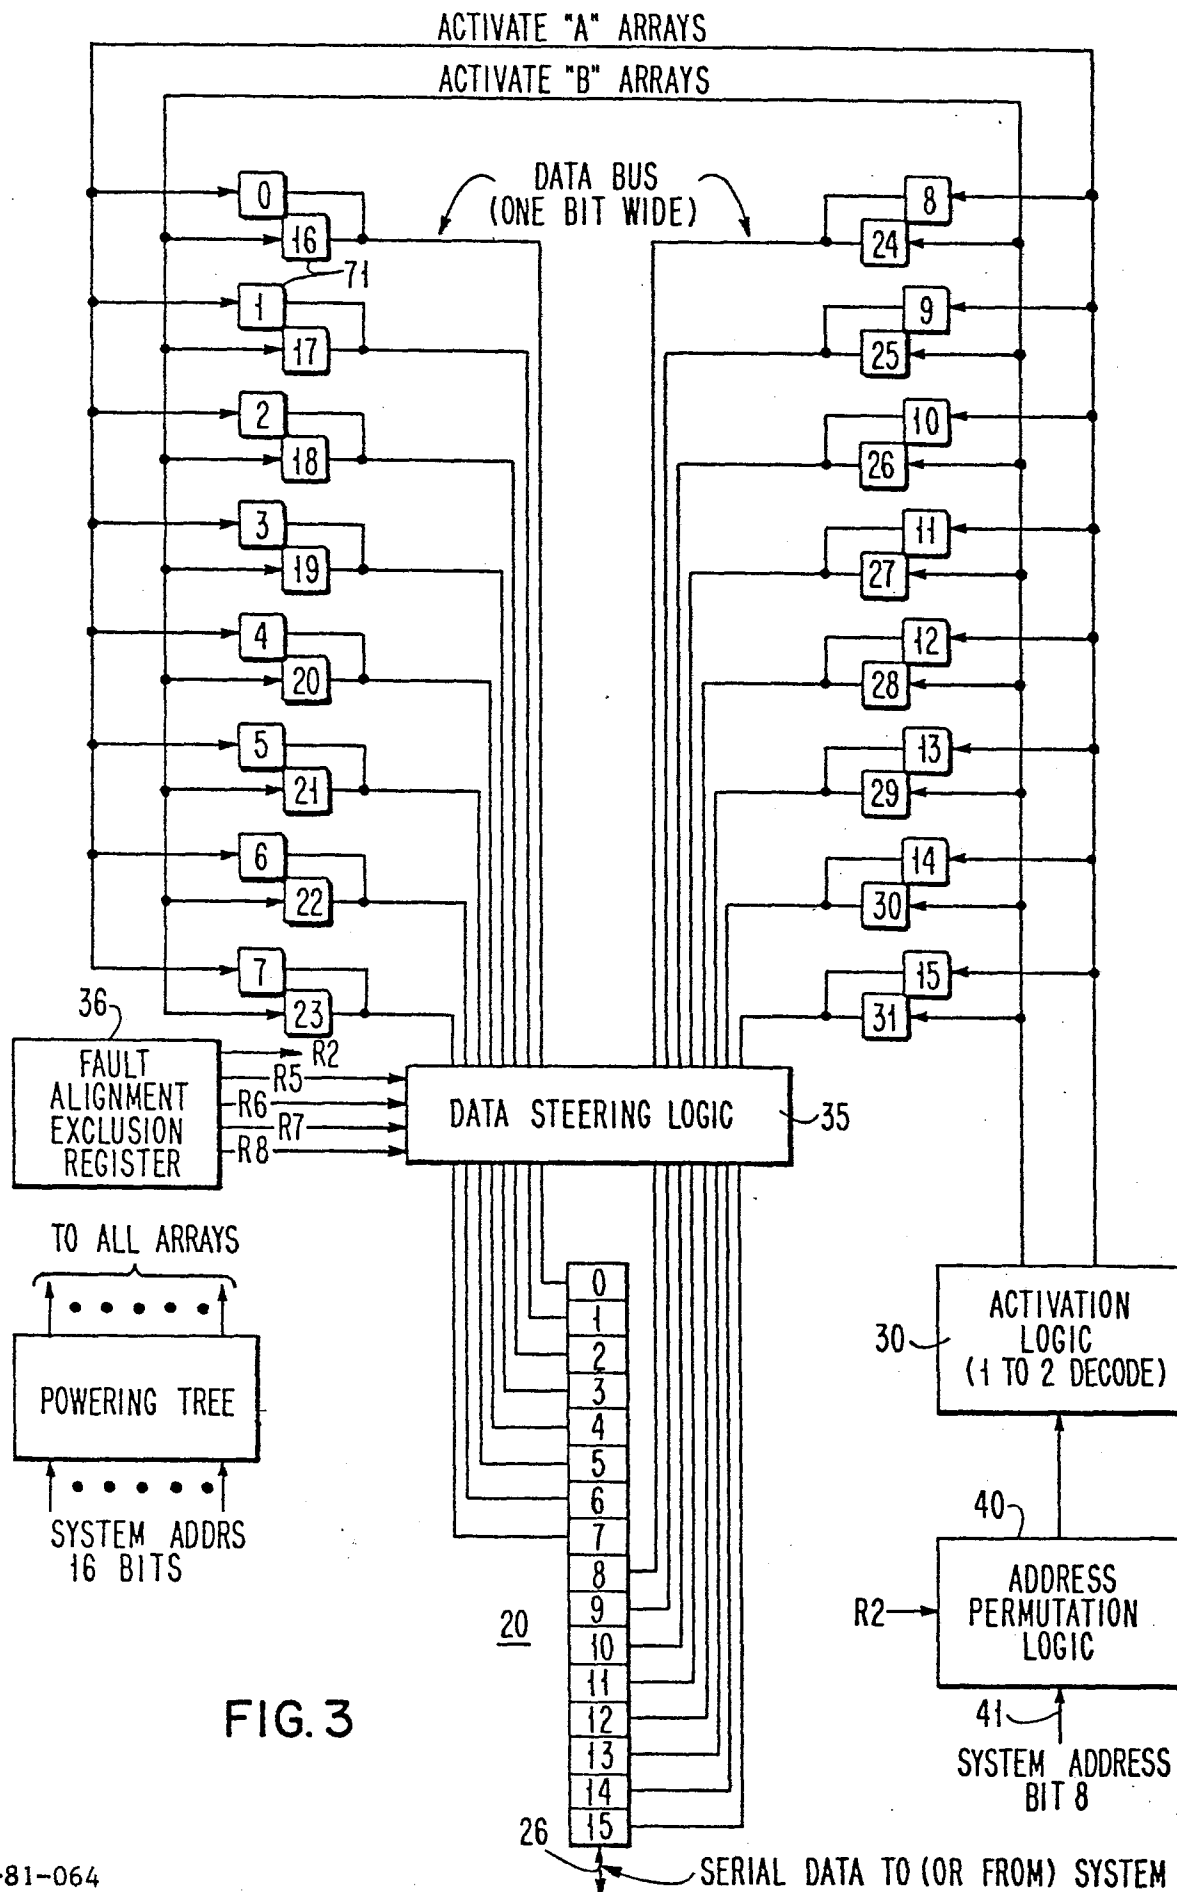 ACTIVATE "A" ARRAYS
ACTIVATE "B" ARRAYS
DATA BUS
(ONE BIT WIDE)
0
16
71
1
17
2
18
3
19
4
20
5
21
6
22
7
23
8
24
9
25
10
26
11
27
12
28
13
29
14
30
15
31
36
FAULT
ALIGNMENT
EXCLUSION
REGISTER
R2
R5
R6
R7
R8
DATA STEERING LOGIC
35
TO ALL ARRAYS
POWERING TREE
SYSTEM ADDRS
16 BITS
0
1
2
3
4
5
6
7
8
9
10
11
12
13
14
15
20
30
ACTIVATION
LOGIC
(1 TO 2 DECODE)
40
R2
ADDRESS
PERMUTATION
LOGIC
41
SYSTEM ADDRESS
BIT 8
FIG. 3
26
SERIAL DATA TO (OR FROM) SYSTEM
-81-064